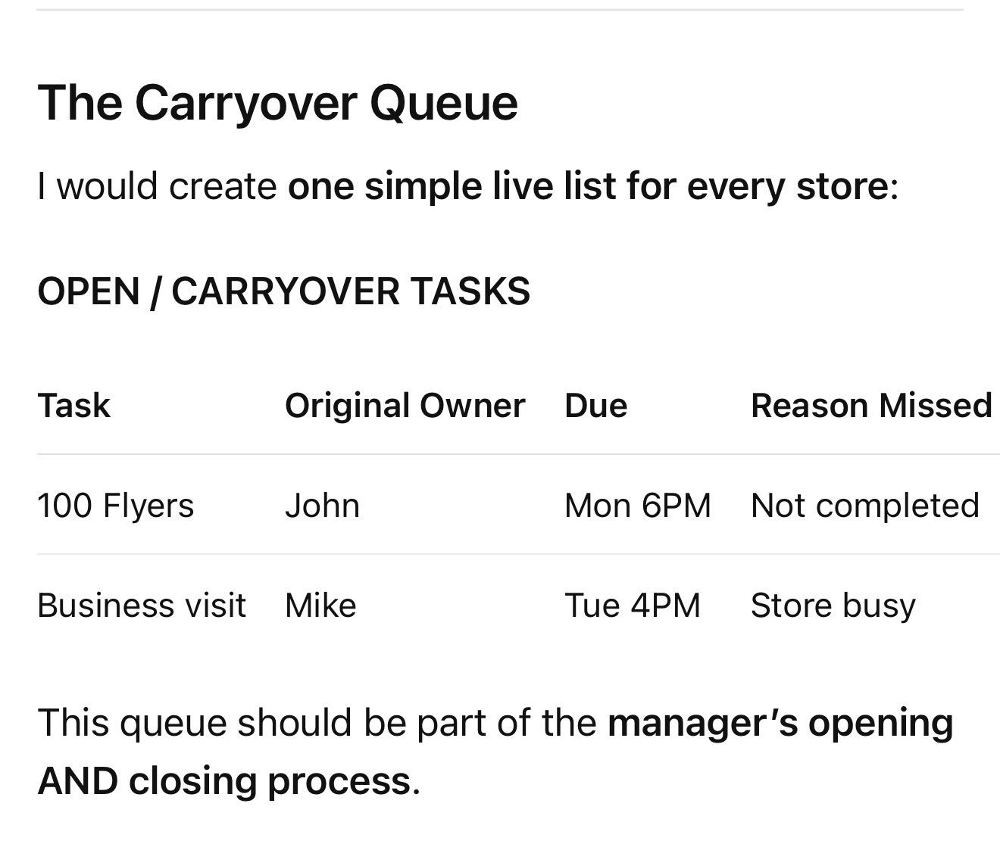 The Carryover Queue
I would create one simple live list for every store:
OPEN / CARRYOVER TASKS
Task Original Owner Due Reason Missed
100 Flyers John Mon 6PM Not completed
Business visit Mike Tue 4PM Store busy
This queue should be part of the manager’s opening
AND closing process.